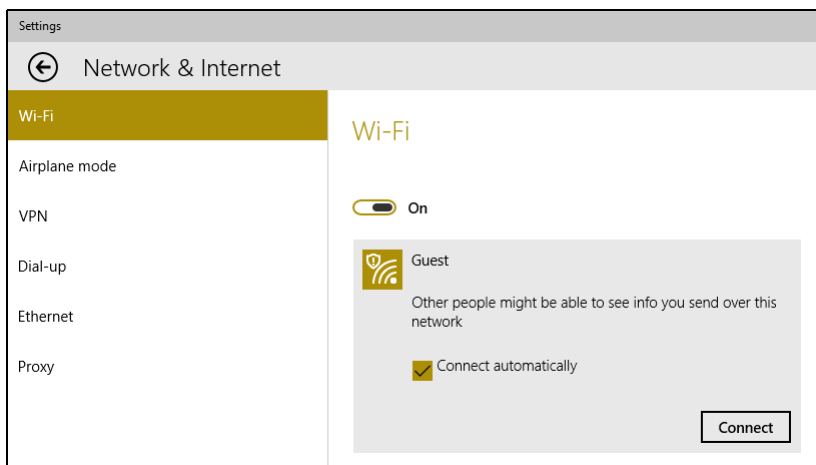 Settings
Network & Internet
Wi-Fi
Airplane mode
VPN
Dial-up
Ethernet
Proxy
Wi-Fi
On
Guest
Other people might be able to see info you send over this
network
Connect automatically
Connect